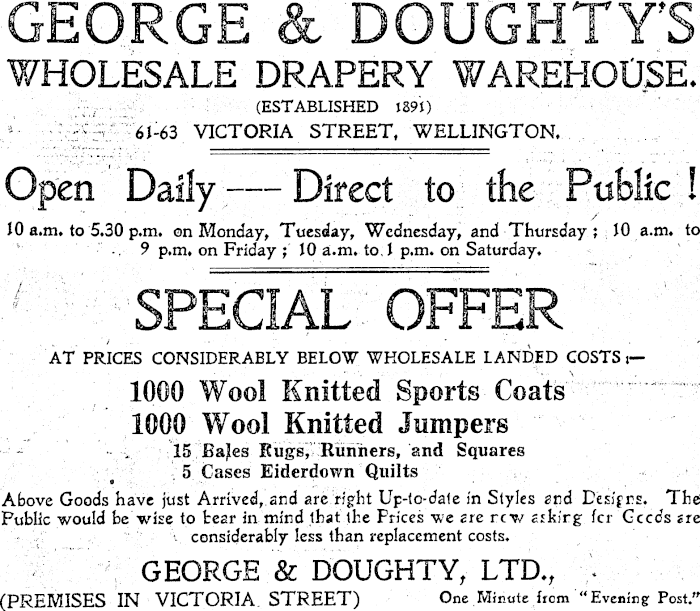 GEORGE & DOUGHTY'S
WHOLESALE DRAPERY WAREHOUSE.
(ESTABLISHED 1891)
61-63 VICTORIA STREET, WELLINGTON.
Open Daily — Direct to the Public!
10 a.m. to 5.30 p.m. on Monday, Tuesday, Wednesday, and Thursday; 10 a.m. to
9 p.m. on Friday; 10 a.m. to 1 p.m. on Saturday.
SPECIAL OFFER
AT PRICES CONSIDERABLY BELOW WHOLESALE LANDED COSTS:—
1000 Wool Knitted Sports Coats
1000 Wool Knitted Jumpers
15 Bales Rugs, Runners, and Squares
5 Cases Eiderdown Quilts
Above Goods have just Arrived, and are right Up-to-date in Styles and Designs. The
Public would be wise to bear in mind that the Prices we are now asking for Goods are
considerably less than replacement costs.
GEORGE & DOUGHTY, LTD.,
(PREMISES IN VICTORIA STREET) One Minute from "Evening Post."